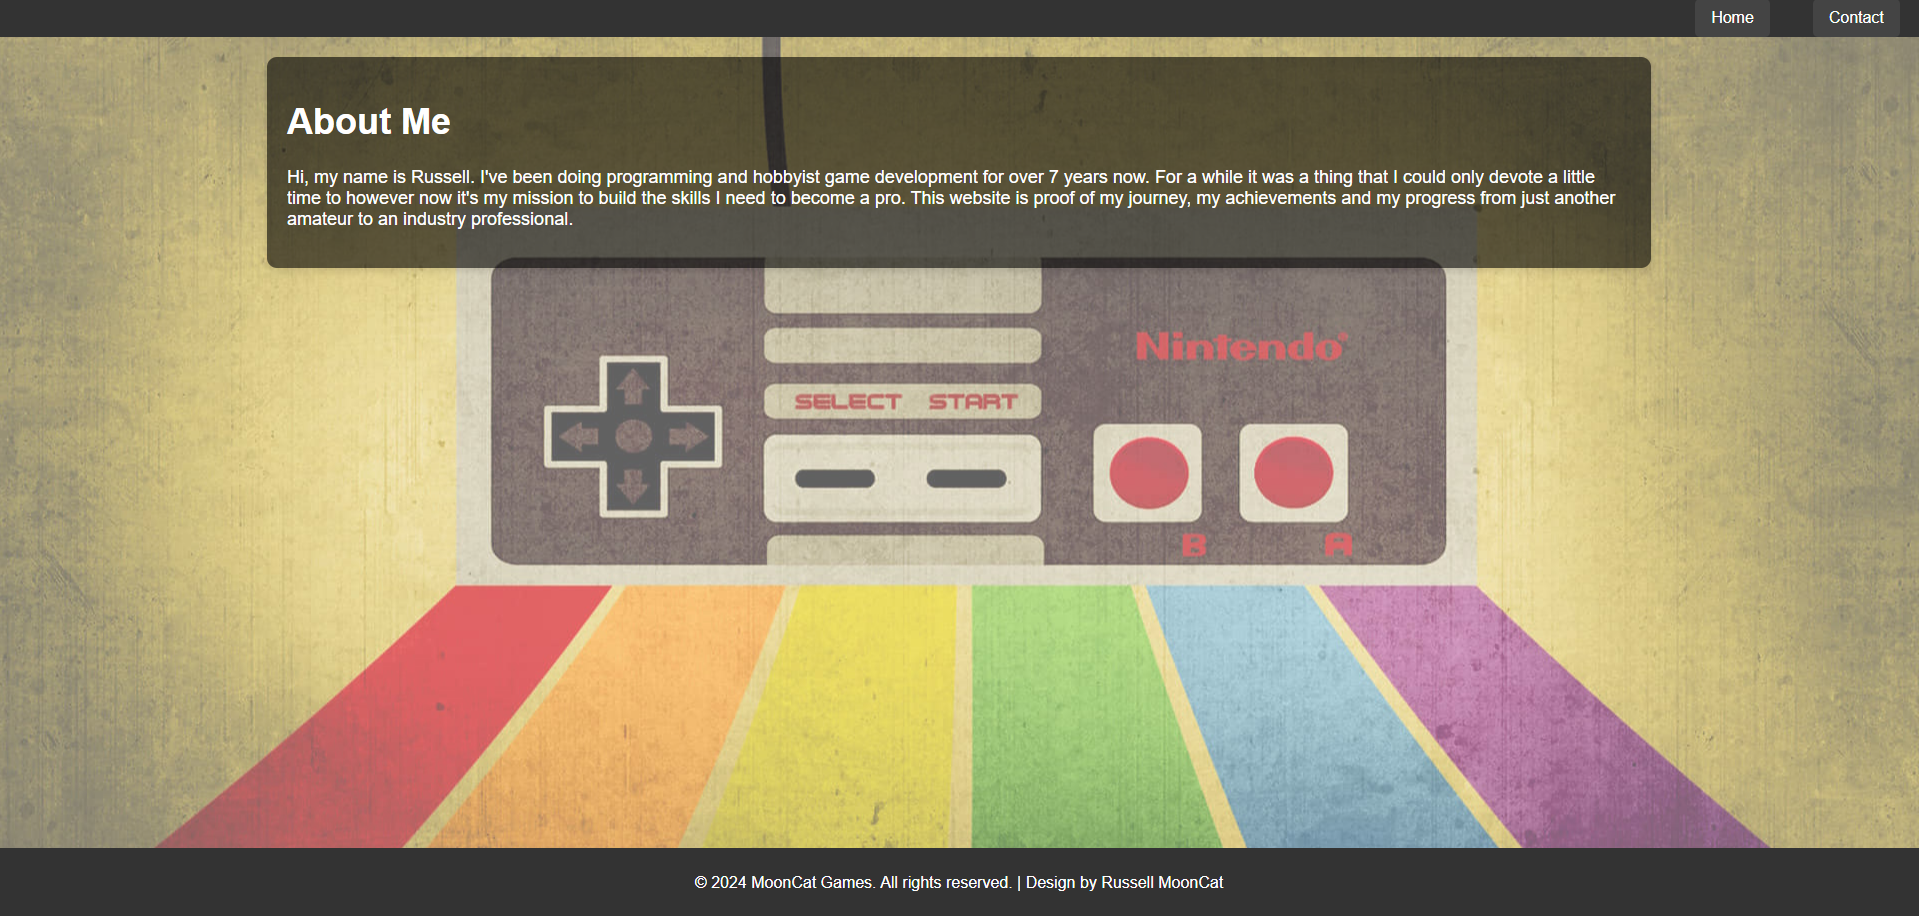 Home Contact
About Me
Hi, my name is Russell. I've been doing programming and hobbyist game development for over 7 years now. For a while it was a thing that I could only devote a little
time to however now it's my mission to build the skills I need to become a pro. This website is proof of my journey, my achievements and my progress from just another
amateur to an industry professional.
Nintendo®
SELECT START
B A
© 2024 MoonCat Games. All rights reserved. | Design by Russell MoonCat